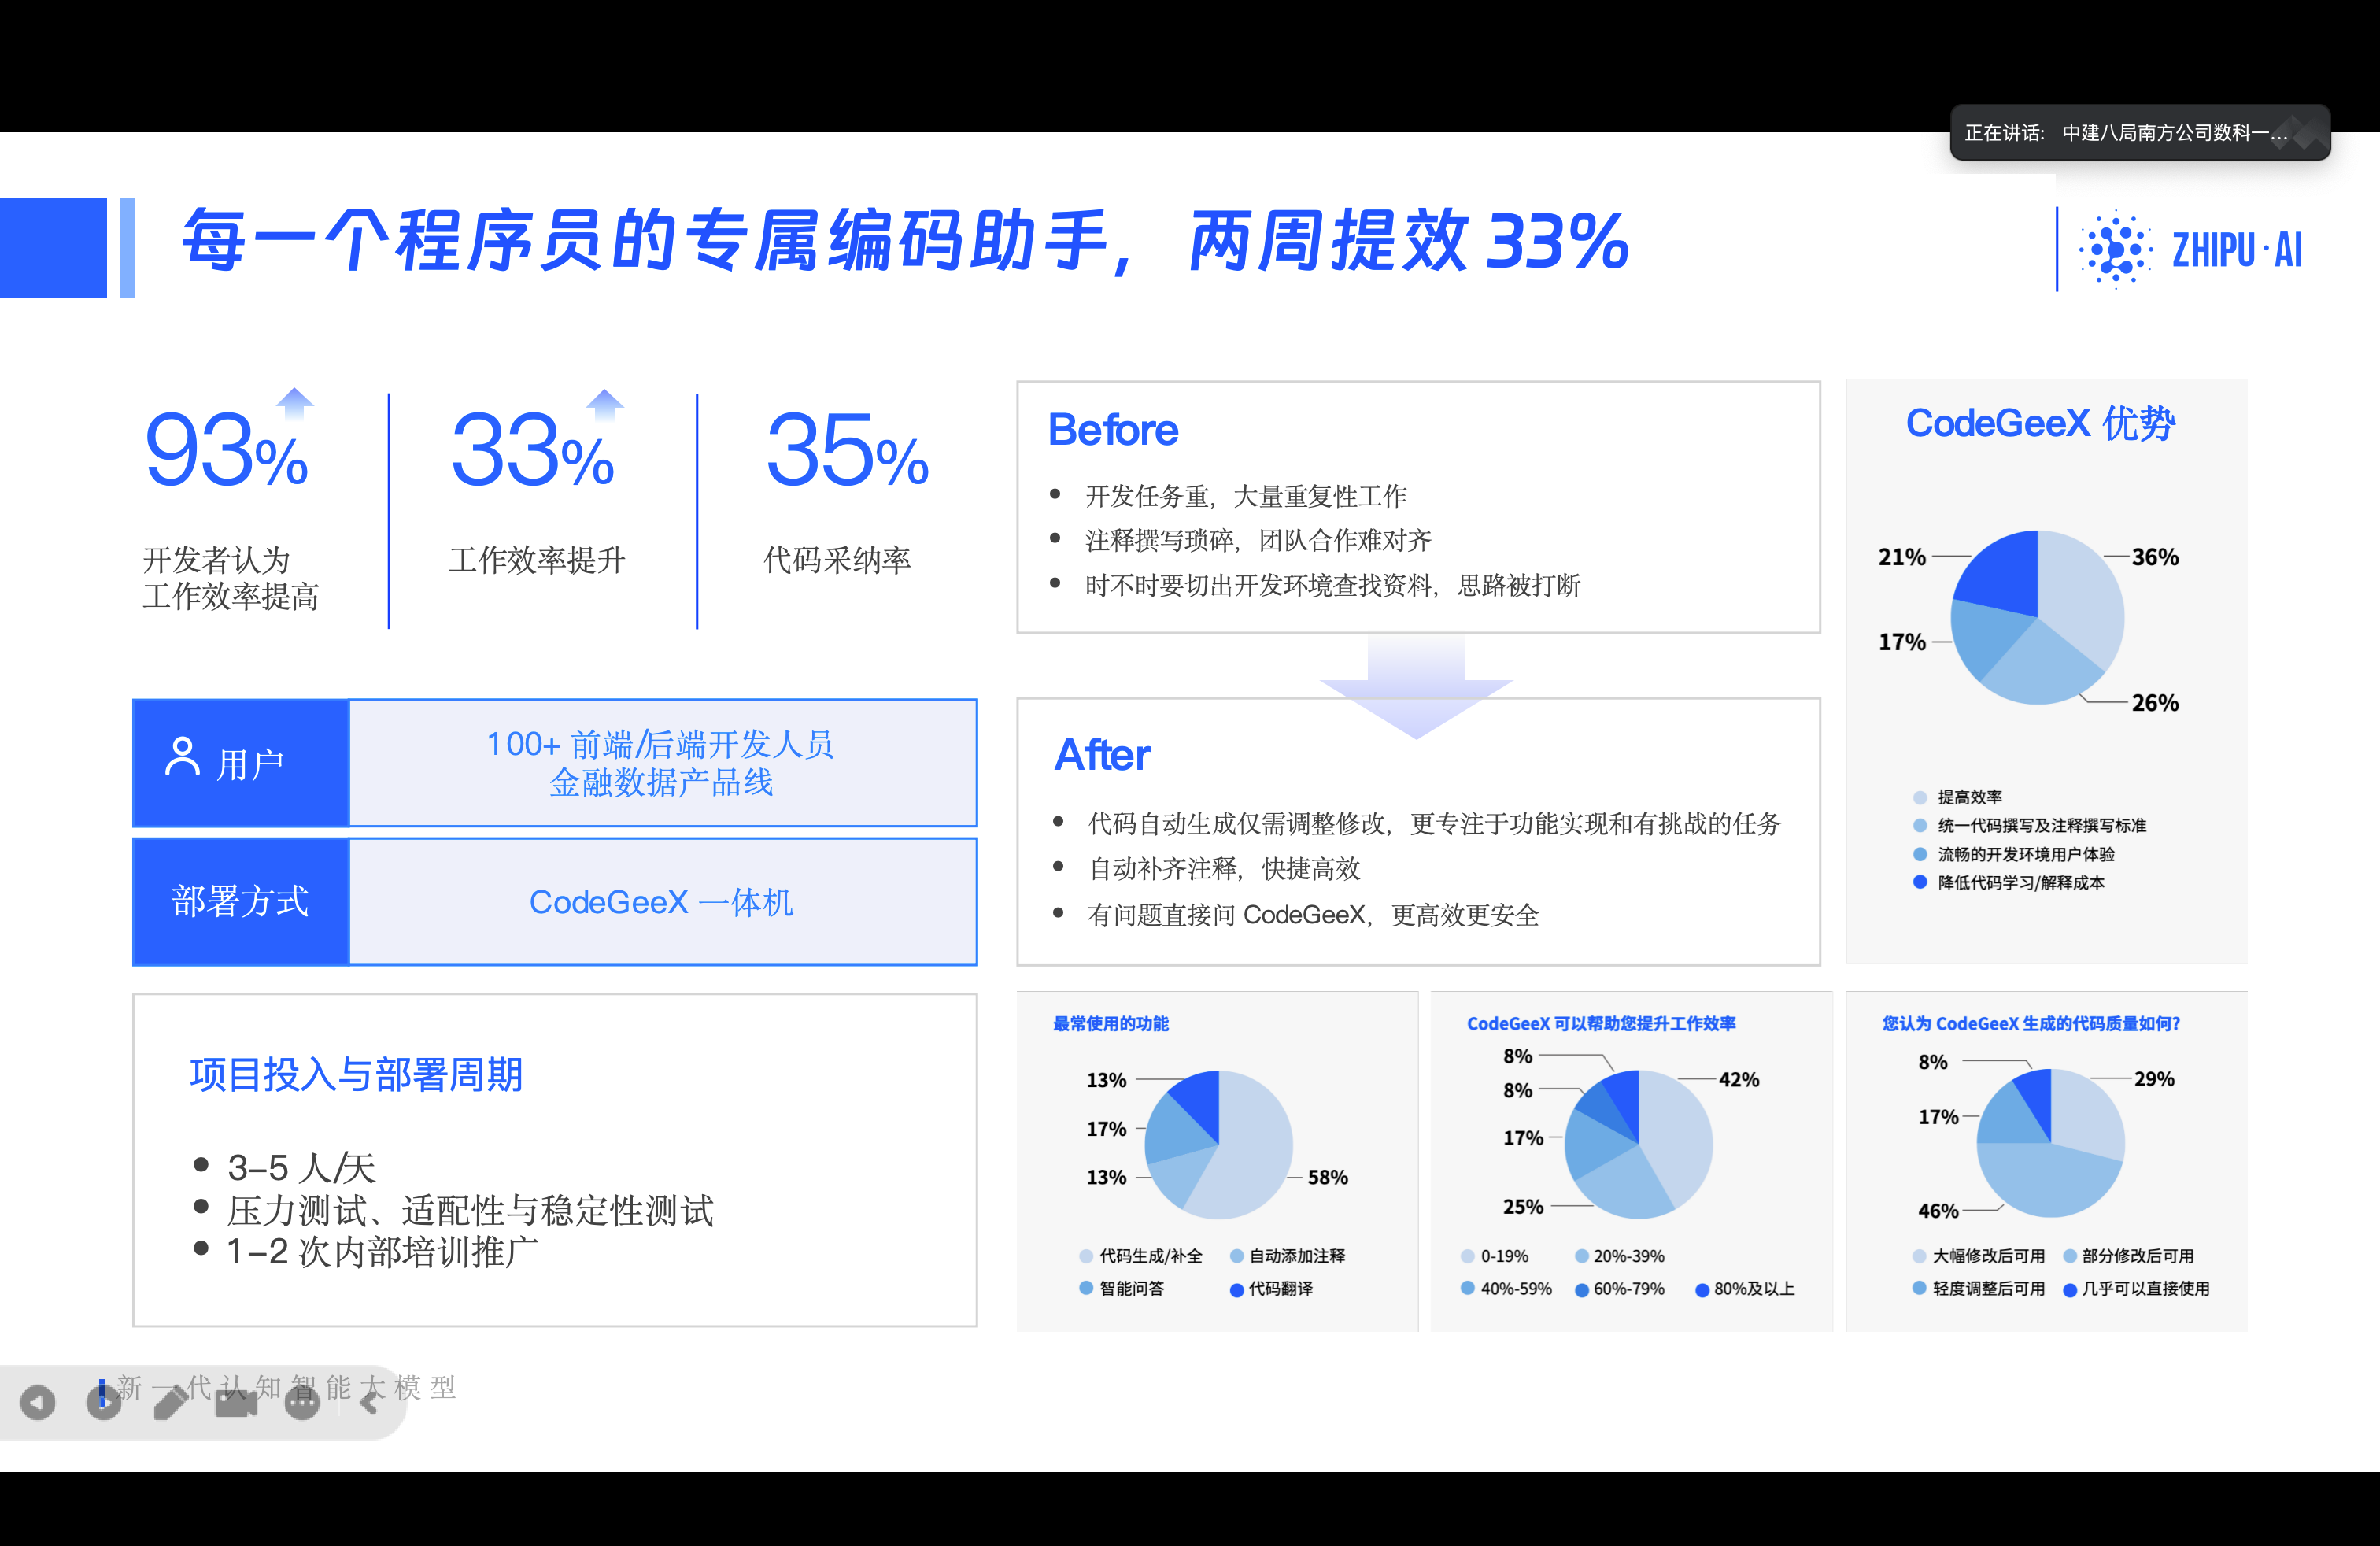 正在讲话: 中建八局南方公司数科一...
每一个程序员的专属编码助手，两周提效 33%
ZHIPU·AI
93%
开发者认为
工作效率提高
33%
工作效率提升
35%
代码采纳率
用户
100+ 前端/后端开发人员
金融数据产品线
部署方式
CodeGeeX 一体机
项目投入与部署周期
• 3-5 人/天
• 压力测试、适配性与稳定性测试
• 1-2 次内部培训推广
Before
• 开发任务重，大量重复性工作
• 注释撰写琐碎，团队合作难对齐
• 时不时要切出开发环境查找资料，思路被打断
After
• 代码自动生成仅需调整修改，更专注于功能实现和有挑战的任务
• 自动补齐注释，快捷高效
• 有问题直接问 CodeGeeX，更高效更安全
CodeGeeX 优势
21%
36%
17%
26%
提高效率
统一代码撰写及注释撰写标准
流畅的开发环境用户体验
降低代码学习/解释成本
最常使用的功能
13%
17%
13%
58%
代码生成/补全 自动添加注释
智能问答 代码翻译
CodeGeeX 可以帮助您提升工作效率
8%
42%
8%
17%
25%
0-19% 20%-39%
40%-59% 60%-79% 80%及以上
您认为 CodeGeeX 生成的代码质量如何?
8%
29%
17%
46%
大幅修改后可用 部分修改后可用
轻度调整后可用 几乎可以直接使用
新一代认知智能大模型